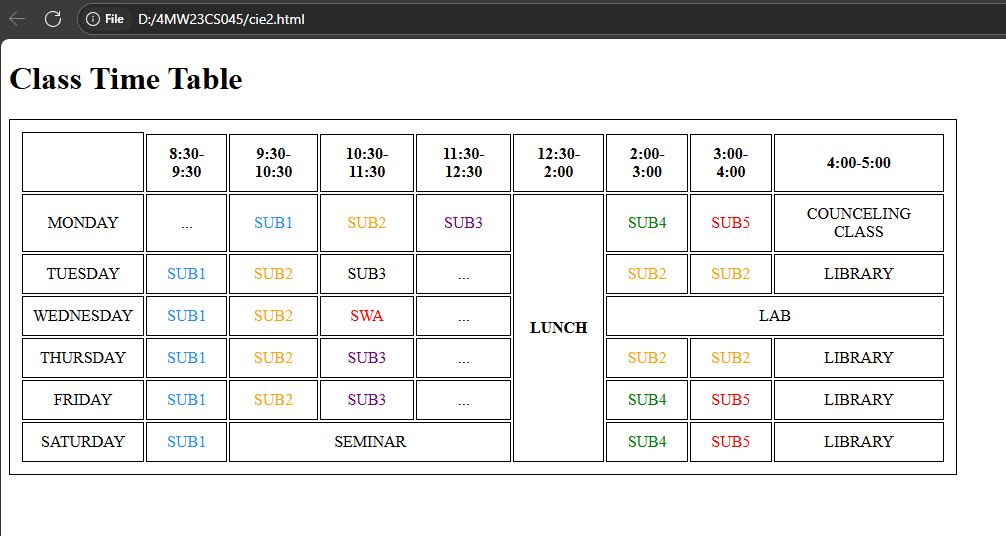 File D:/4MW23CS045/cie2.html
Class Time Table
8:30-9:30 9:30-10:30 10:30-11:30 11:30-12:30 12:30-2:00 2:00-3:00 3:00-4:00 4:00-5:00
MONDAY ... SUB1 SUB2 SUB3 LUNCH SUB4 SUB5 COUNCELING CLASS
TUESDAY SUB1 SUB2 SUB3 ... SUB2 SUB2 LIBRARY
WEDNESDAY SUB1 SUB2 SWA ... LAB
THURSDAY SUB1 SUB2 SUB3 ... SUB2 SUB2 LIBRARY
FRIDAY SUB1 SUB2 SUB3 ... SUB4 SUB5 LIBRARY
SATURDAY SUB1 SEMINAR SUB4 SUB5 LIBRARY